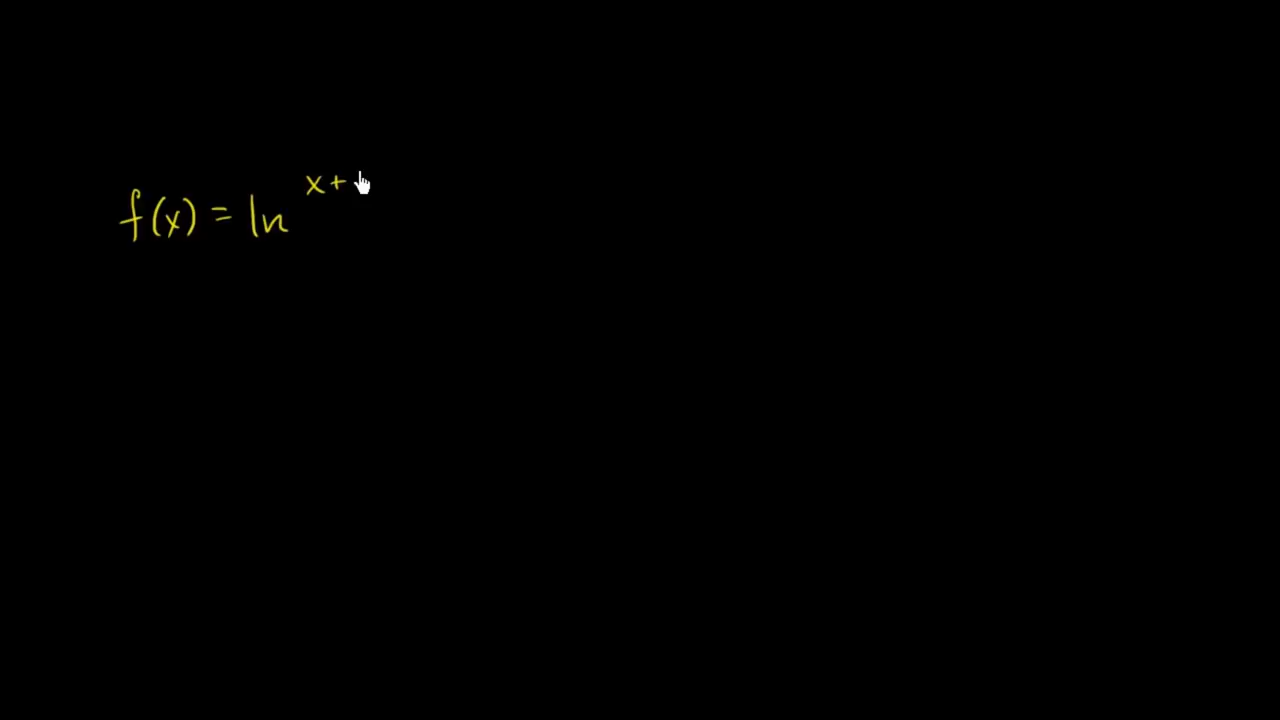 f(x) = ln x+